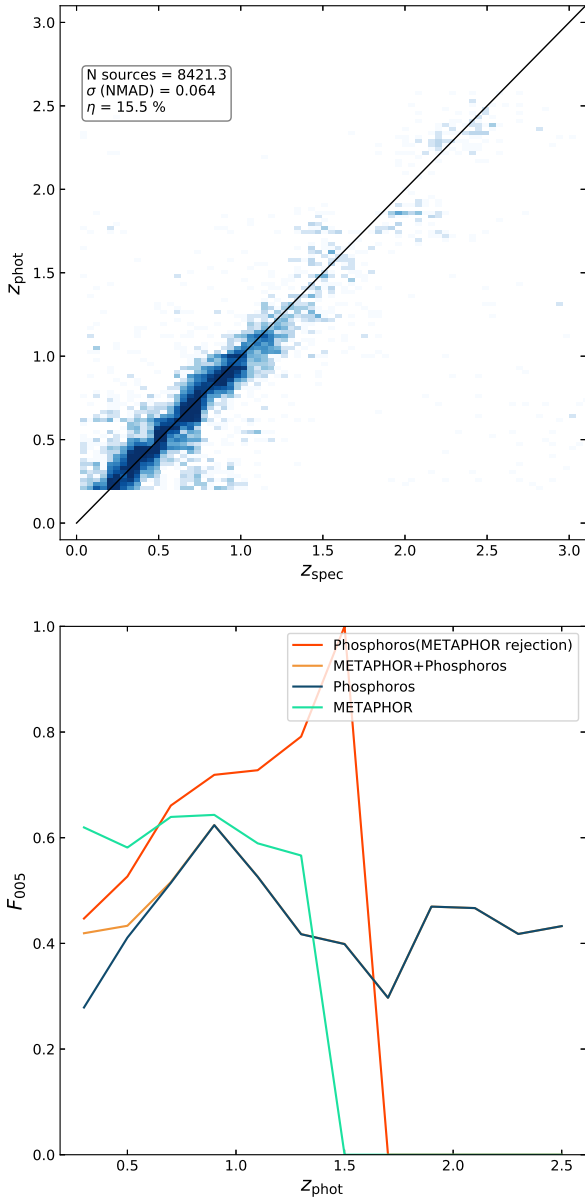 3.0
2.5
2.0
1.5
1.0
0.5
0.0
z_phot
N sources = 8421.3
σ (NMAD) = 0.064
η = 15.5 %
0.0 0.5 1.0 1.5 2.0 2.5 3.0
z_spec
1.0
0.8
0.6
0.4
0.2
0.0
F_005
Phosphoros(METAPHOR rejection)
METAPHOR+Phosphoros
Phosphoros
METAPHOR
0.5 1.0 1.5 2.0 2.5
z_phot